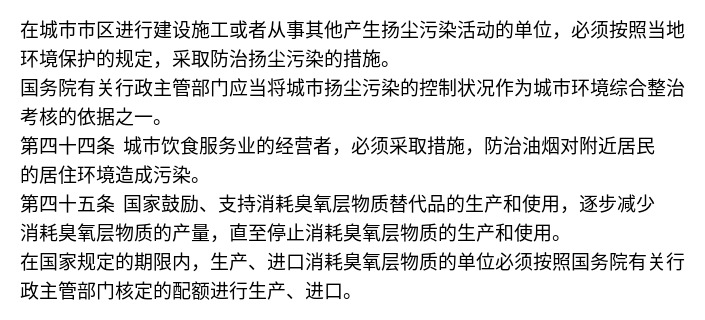 在城市市区进行建设施工或者从事其他产生扬尘污染活动的单位，必须按照当地
环境保护的规定，采取防治扬尘污染的措施。
国务院有关行政主管部门应当将城市扬尘污染的控制状况作为城市环境综合整治
考核的依据之一。
第四十四条 城市饮食服务业的经营者，必须采取措施，防治油烟对附近居民
的居住环境造成污染。
第四十五条 国家鼓励、支持消耗臭氧层物质替代品的生产和使用，逐步减少
消耗臭氧层物质的产量，直至停止消耗臭氧层物质的生产和使用。
在国家规定的期限内，生产、进口消耗臭氧层物质的单位必须按照国务院有关行
政主管部门核定的配额进行生产、进口。